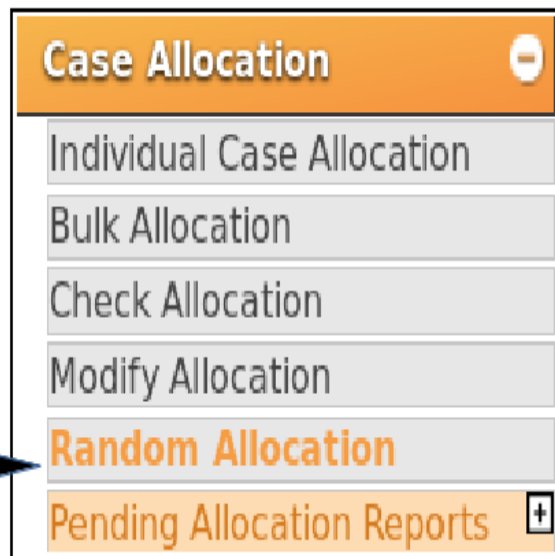 Case Allocation
Individual Case Allocation
Bulk Allocation
Check Allocation
Modify Allocation
Random Allocation
Pending Allocation Reports